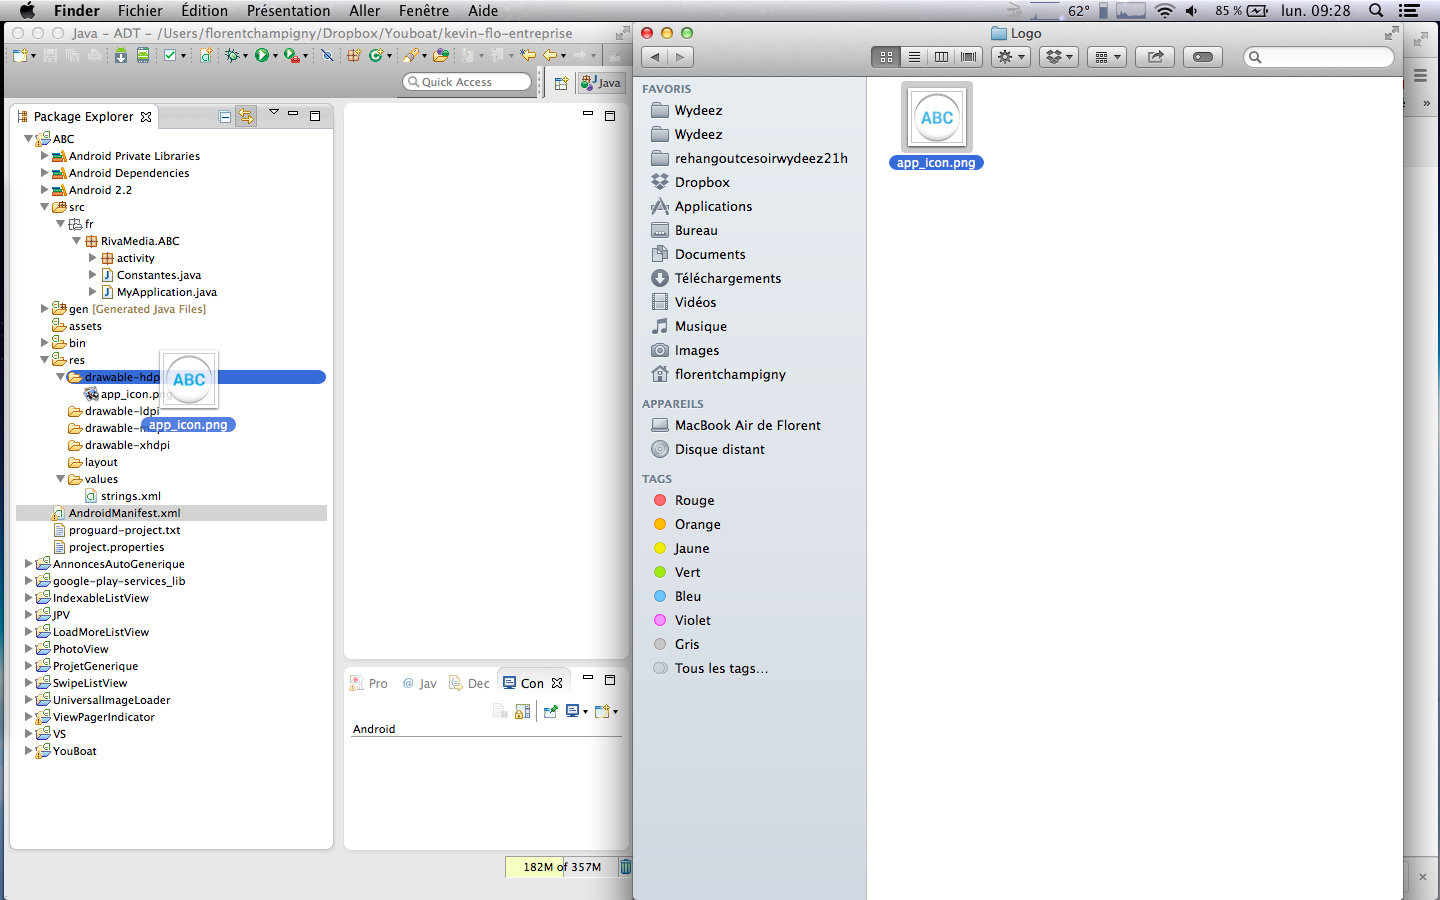 Finder Fichier Édition Présentation Aller Fenêtre Aide 62° 85 % lun. 09:28
Java – ADT – /Users/florentchampigny/Dropbox/Youboat/kevin-flo-entreprise
Quick Access
Java
Package Explorer
ABC
Android Private Libraries
Android Dependencies
Android 2.2
src
fr
RivaMedia.ABC
activity
Constantes.java
MyApplication.java
gen [Generated Java Files]
assets
bin
res
drawable-hdp
ABC
app_icon.pn
drawable-ldpi
app_icon.png
drawable-xhdpi
layout
values
strings.xml
AndroidManifest.xml
proguard-project.txt
project.properties
AnnoncesAutoGenerique
google-play-services_lib
IndexableListView
JPV
LoadMoreListView
PhotoView
ProjetGenerique
SwipeListView
UniversalImageLoader
ViewPagerIndicator
VS
YouBoat
Pro Jav Dec Con
Android
182M of 357M
Logo
FAVORIS
Wydeez
Wydeez
rehangoutcesoirwydeez21h
Dropbox
Applications
Bureau
Documents
Téléchargements
Vidéos
Musique
Images
florentchampigny
APPAREILS
MacBook Air de Florent
Disque distant
TAGS
Rouge
Orange
Jaune
Vert
Bleu
Violet
Gris
Tous les tags...
ABC
app_icon.png